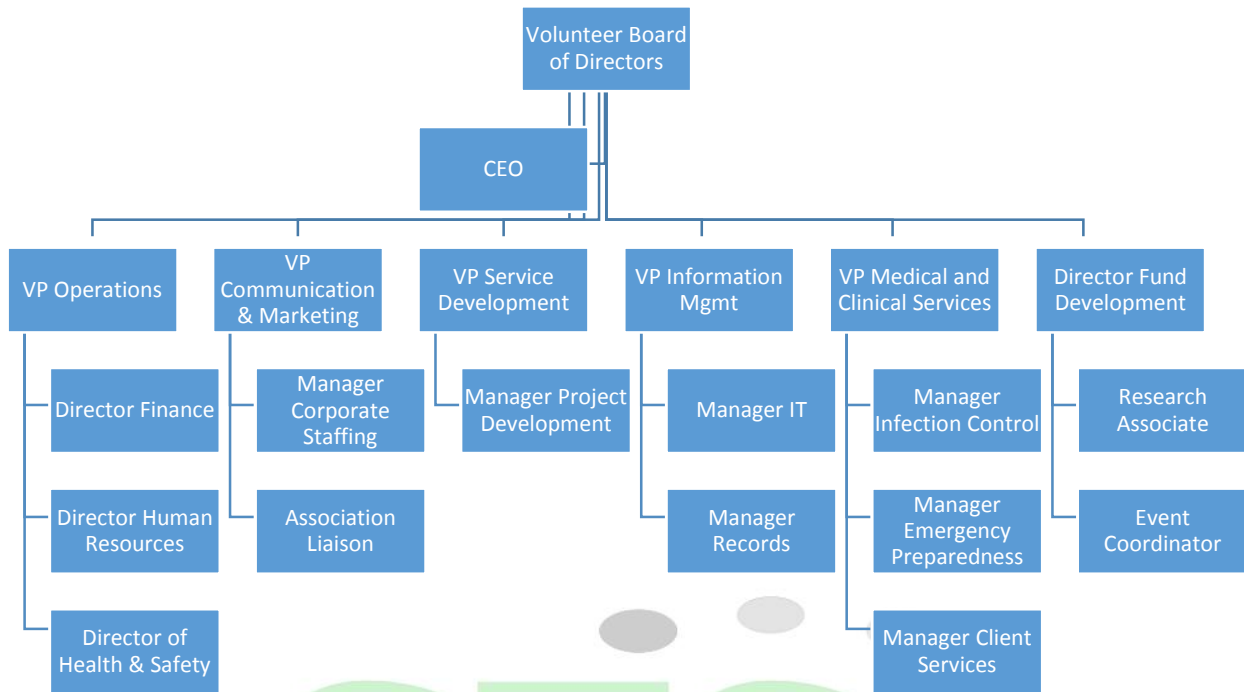 Volunteer Board
of Directors
CEO
VP Operations
VP
Communication
& Marketing
VP Service
Development
VP Information
Mgmt
VP Medical and
Clinical Services
Director Fund
Development
Director Finance
Manager
Corporate
Staffing
Manager Project
Development
Manager IT
Manager
Infection Control
Research
Associate
Director Human
Resources
Association
Liaison
Manager
Records
Manager
Emergency
Preparedness
Event
Coordinator
Director of
Health & Safety
Manager Client
Services